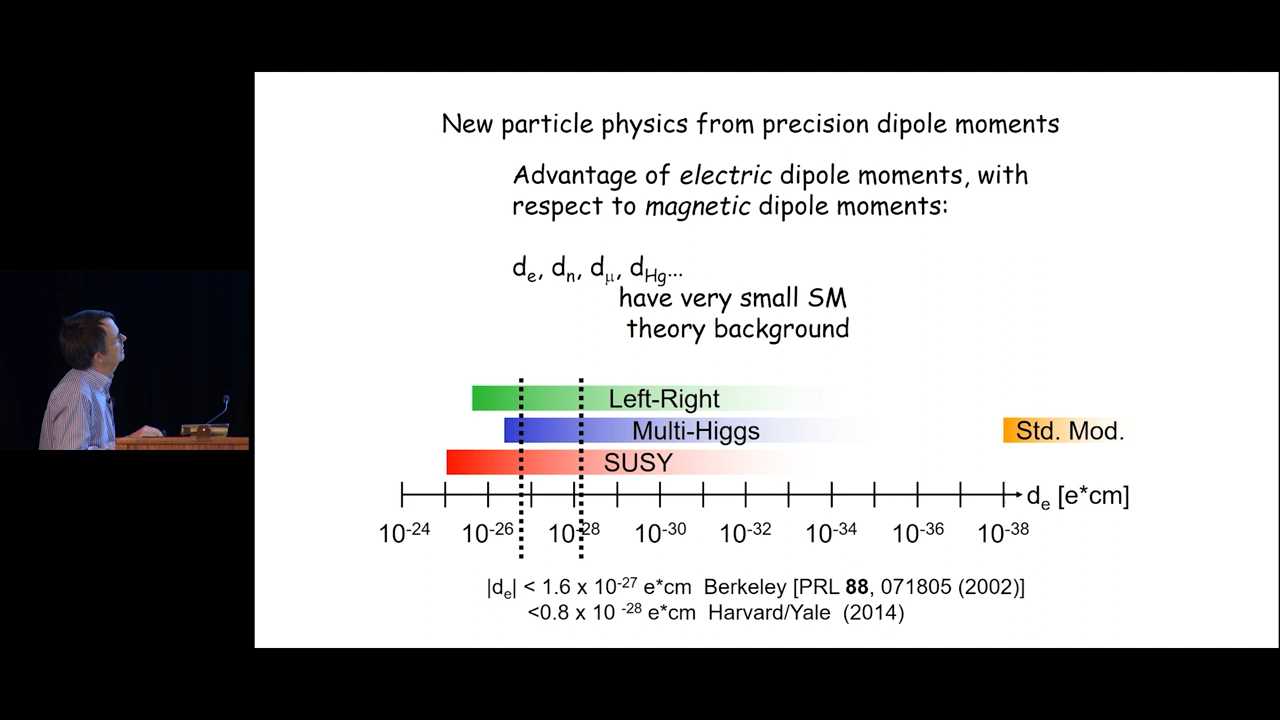 New particle physics from precision dipole moments
Advantage of electric dipole moments, with
respect to magnetic dipole moments:
dₑ, dₙ, d_μ, d_Hg...
have very small SM
theory background
Left-Right
Multi-Higgs
Std. Mod.
SUSY
dₑ [e*cm]
10⁻²⁴ 10⁻²⁶ 10⁻²⁸ 10⁻³⁰ 10⁻³² 10⁻³⁴ 10⁻³⁶ 10⁻³⁸
|dₑ| < 1.6 x 10⁻²⁷ e*cm Berkeley [PRL 88, 071805 (2002)]
<0.8 x 10 ⁻²⁸ e*cm Harvard/Yale (2014)